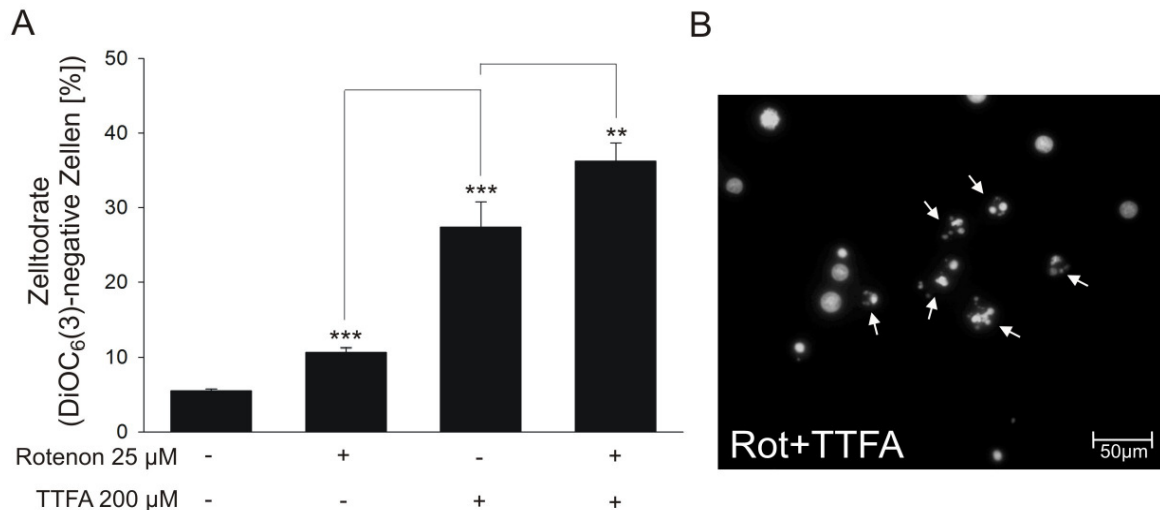 A
Zelltodrate
(DiOC₆(3)-negative Zellen [%])
50
40
30
20
10
0
***
***
**
Rotenon 25 µM - + - +
TTFA 200 µM - - + +
B
Rot+TTFA
50µm